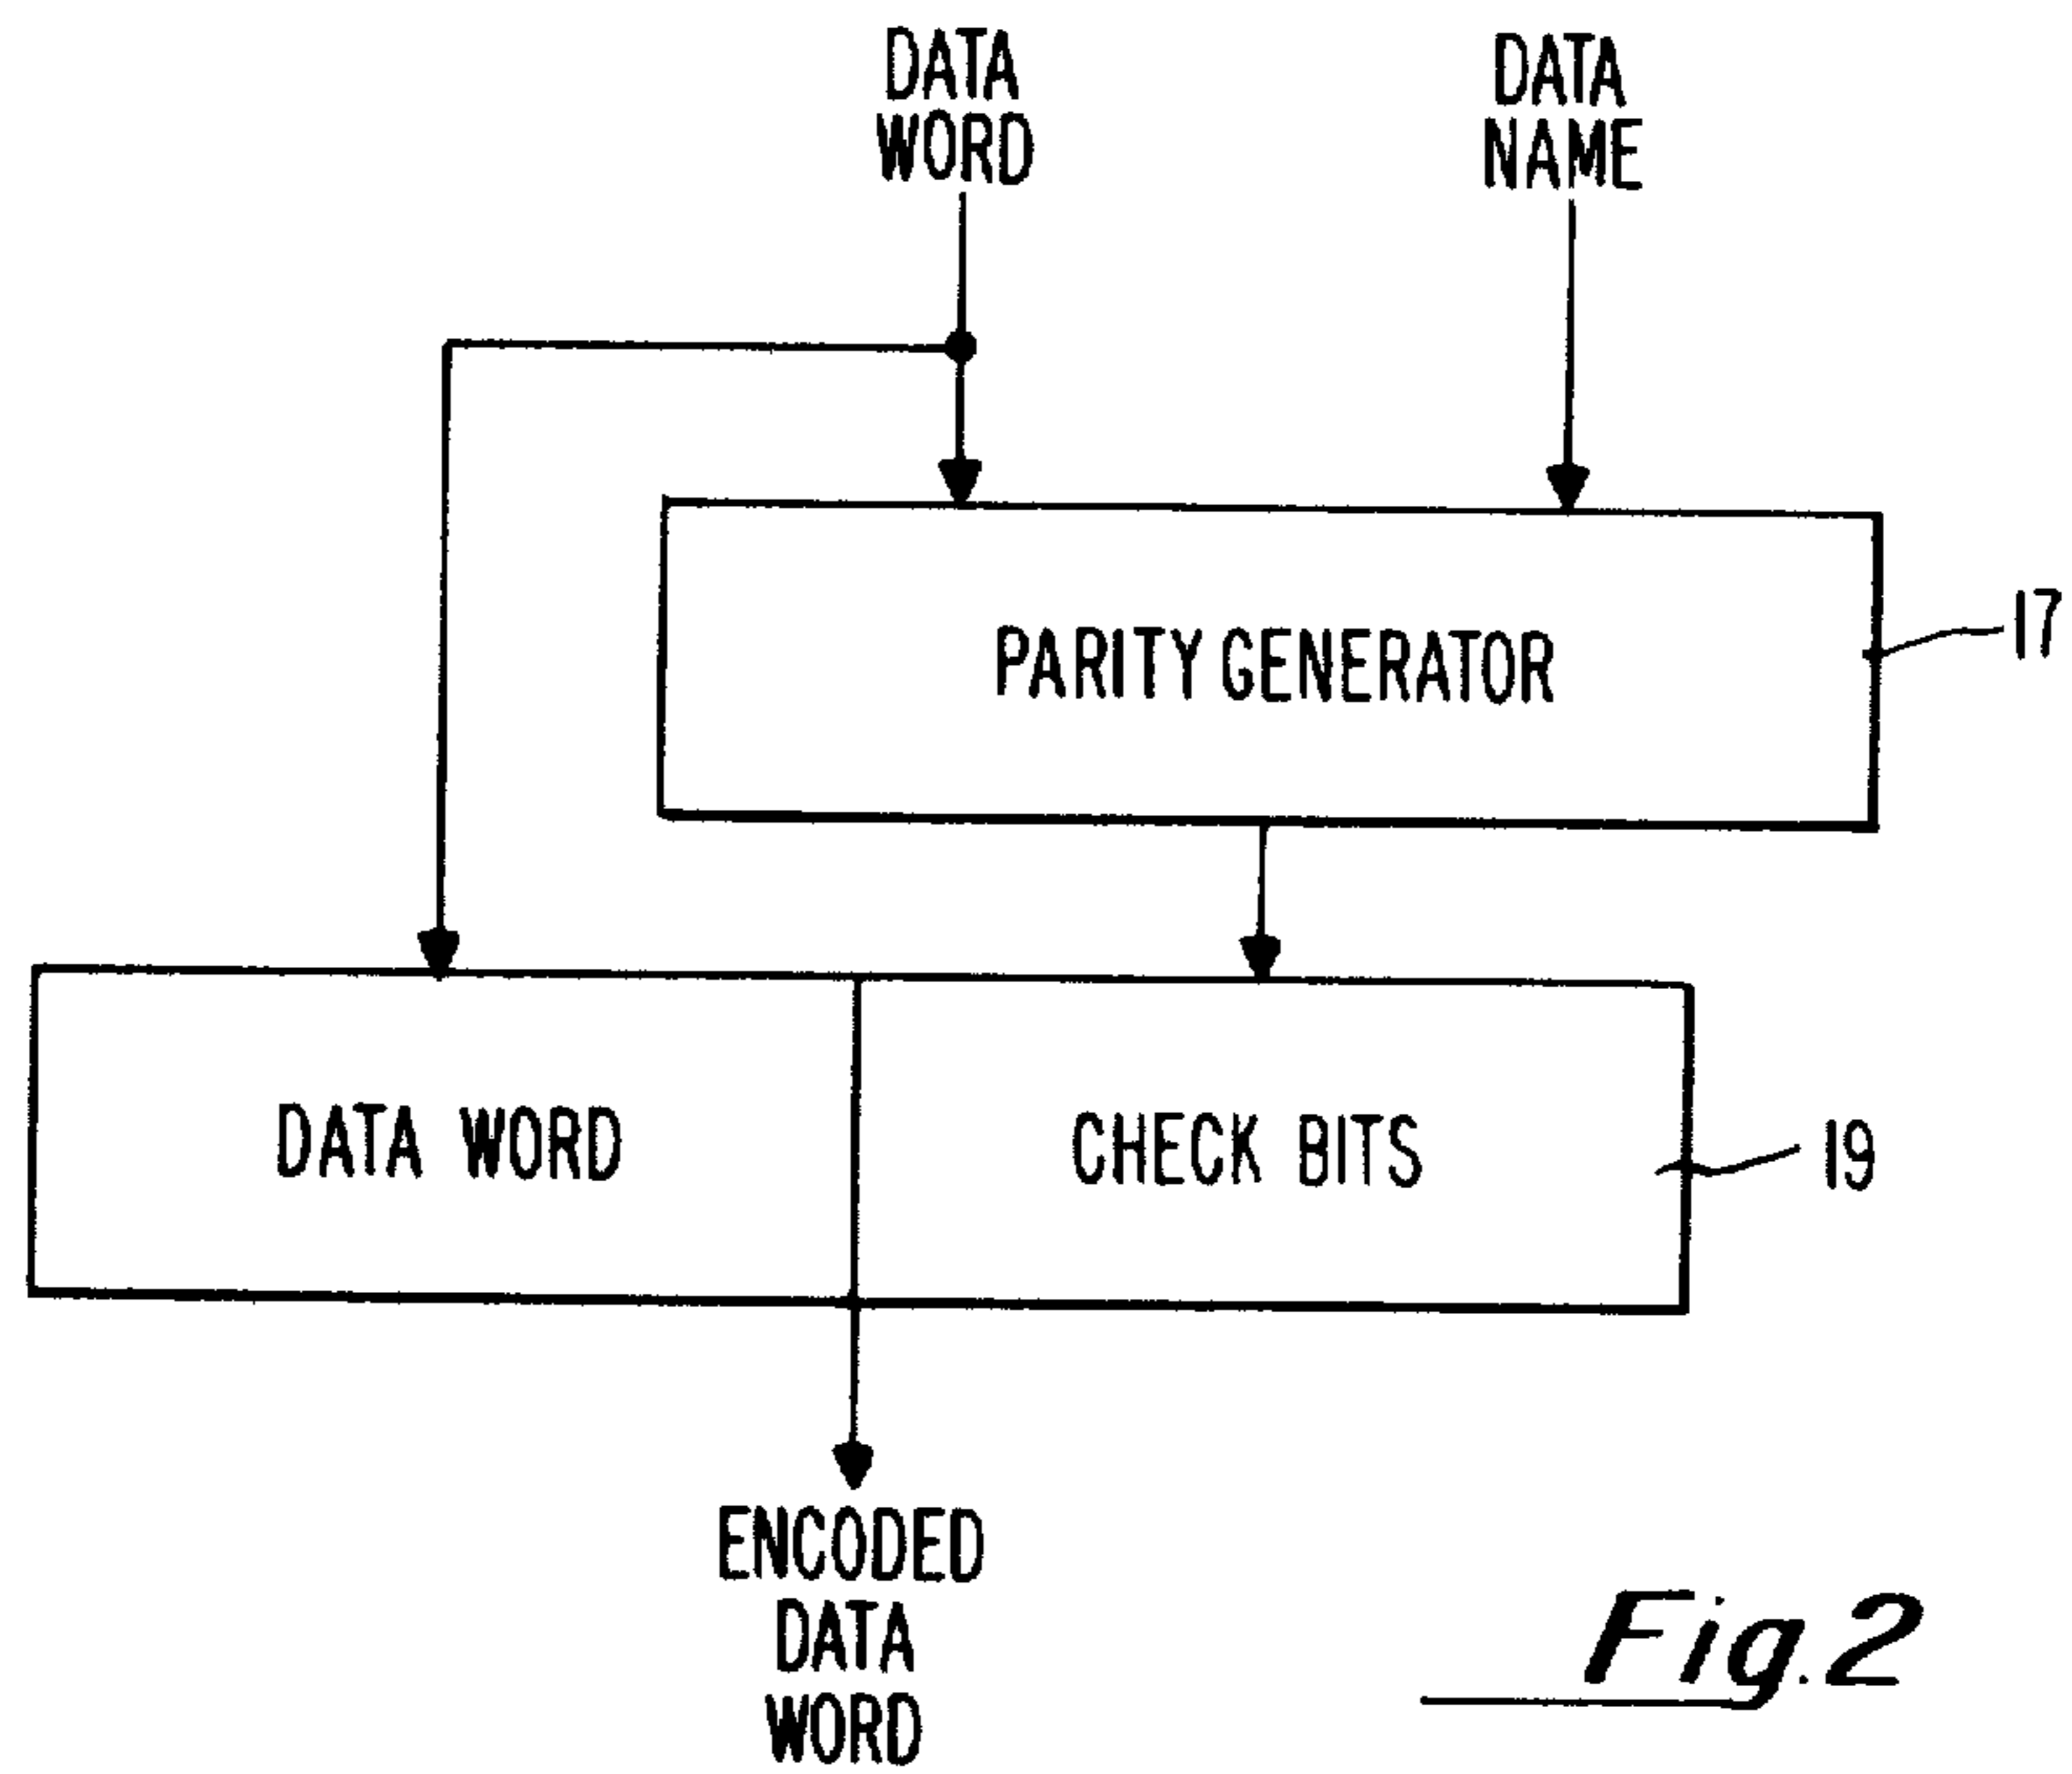 DATA
WORD
DATA
NAME
PARITY GENERATOR
17
DATA WORD
CHECK BITS
19
ENCODED
DATA
WORD
Fig.2